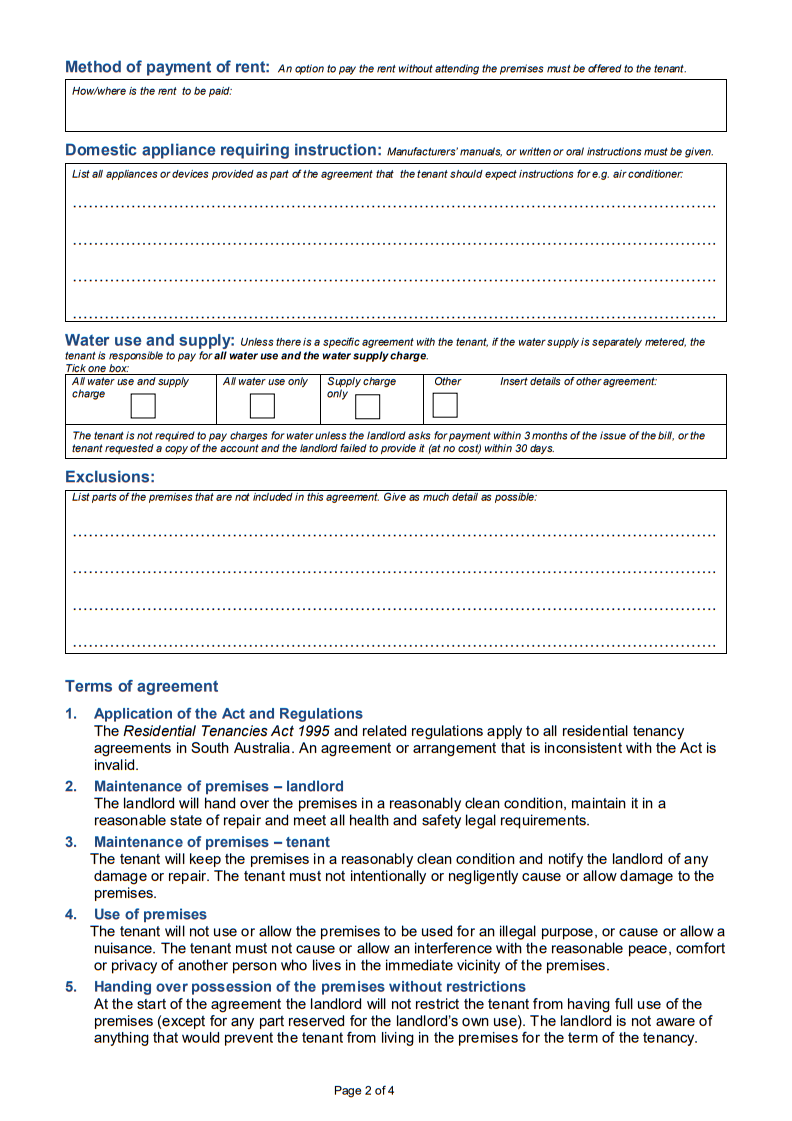 Method of payment of rent: An option to pay the rent without attending the premises must be offered to the tenant.
How/where is the rent to be paid:
Domestic appliance requiring instruction: Manufacturers' manuals, or written or oral instructions must be given.
List all appliances or devices provided as part of the agreement that the tenant should expect instructions for e.g. air conditioner:
Water use and supply: Unless there is a specific agreement with the tenant, if the water supply is separately metered, the
tenant is responsible to pay for all water use and the water supply charge.
Tick one box:
All water use and supply charge
All water use only
Supply charge only
Other
Insert details of other agreement:
The tenant is not required to pay charges for water unless the landlord asks for payment within 3 months of the issue of the bill, or the
tenant requested a copy of the account and the landlord failed to provide it (at no cost) within 30 days.
Exclusions:
List parts of the premises that are not included in this agreement. Give as much detail as possible:
Terms of agreement
1. Application of the Act and Regulations
The Residential Tenancies Act 1995 and related regulations apply to all residential tenancy
agreements in South Australia. An agreement or arrangement that is inconsistent with the Act is
invalid.
2. Maintenance of premises – landlord
The landlord will hand over the premises in a reasonably clean condition, maintain it in a
reasonable state of repair and meet all health and safety legal requirements.
3. Maintenance of premises – tenant
The tenant will keep the premises in a reasonably clean condition and notify the landlord of any
damage or repair. The tenant must not intentionally or negligently cause or allow damage to the
premises.
4. Use of premises
The tenant will not use or allow the premises to be used for an illegal purpose, or cause or allow a
nuisance. The tenant must not cause or allow an interference with the reasonable peace, comfort
or privacy of another person who lives in the immediate vicinity of the premises.
5. Handing over possession of the premises without restrictions
At the start of the agreement the landlord will not restrict the tenant from having full use of the
premises (except for any part reserved for the landlord's own use). The landlord is not aware of
anything that would prevent the tenant from living in the premises for the term of the tenancy.
Page 2 of 4